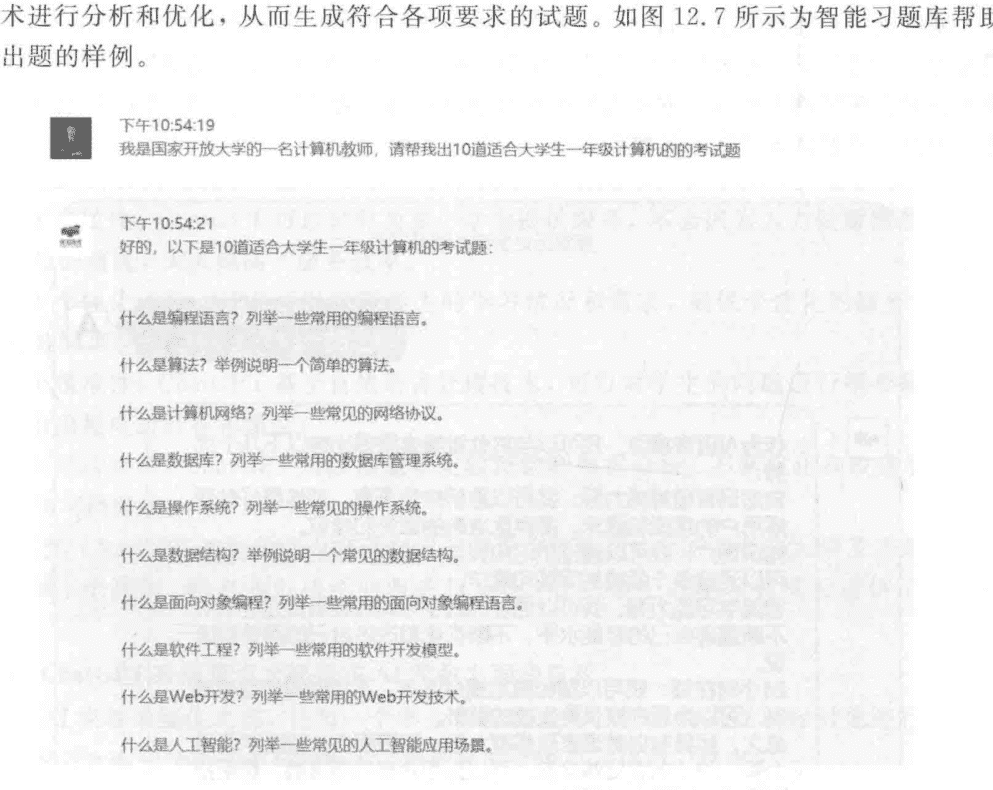 术进行分析和优化，从而生成符合各项要求的试题。如图 12.7 所示为智能习题库帮助
出题的样例。
下午10:54:19
我是国家开放大学的一名计算机教师，请帮我出10道适合大学生一年级计算机的的考试题
下午10:54:21
好的，以下是10道适合大学生一年级计算机的考试题：
什么是编程语言？列举一些常用的编程语言。
什么是算法？举例说明一个简单的算法。
什么是计算机网络？列举一些常见的网络协议。
什么是数据库？列举一些常用的数据库管理系统。
什么是操作系统？列举一些常见的操作系统。
什么是数据结构？举例说明一个常见的数据结构。
什么是面向对象编程？列举一些常用的面向对象编程语言。
什么是软件工程？列举一些常用的软件开发模型。
什么是Web开发？列举一些常用的Web开发技术。
什么是人工智能？列举一些常见的人工智能应用场景。